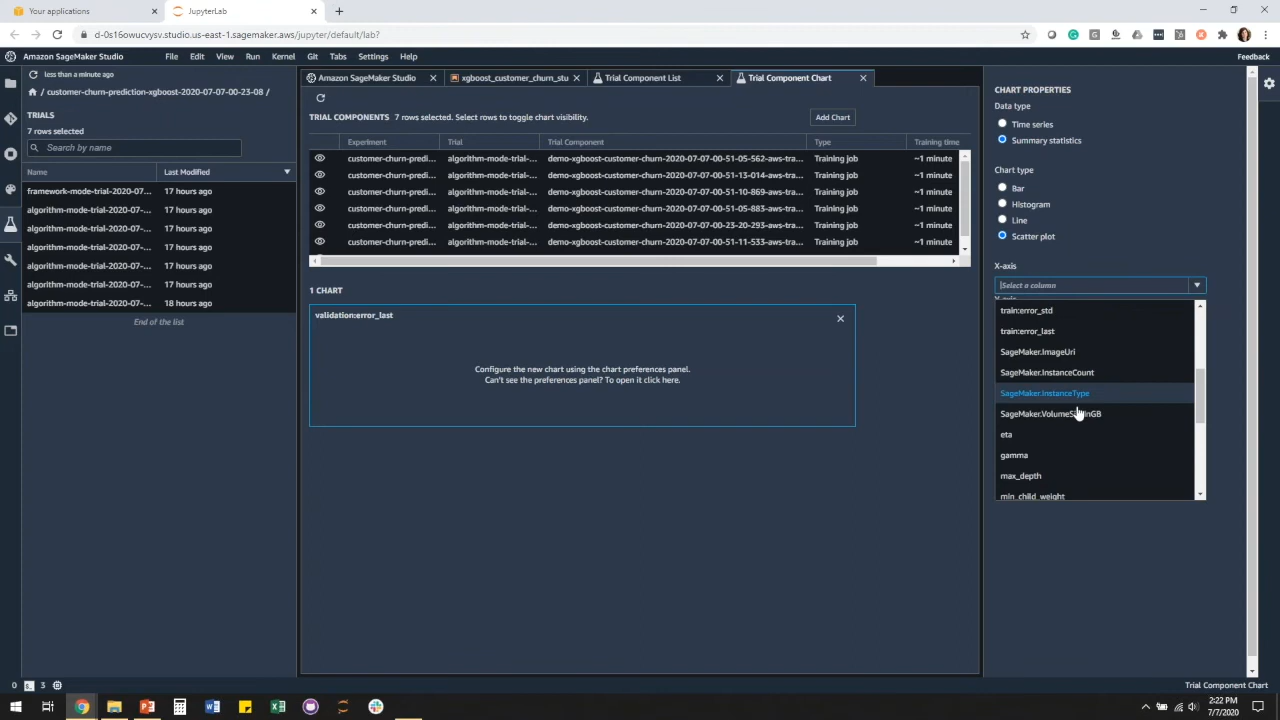 Your applications
JupyterLab
d-0s16owucvysv.studio.us-east-1.sagemaker.aws/jupyter/default/lab?
Amazon SageMaker Studio File Edit View Run Kernel Git Tabs Settings Help Feedback
less than a minute ago
/ customer-churn-prediction-xgboost-2020-07-07-00-23-08 /
TRIALS
7 rows selected
Search by name
Name Last Modified
framework-mode-trial-2020-07-... 17 hours ago
algorithm-mode-trial-2020-07-... 17 hours ago
algorithm-mode-trial-2020-07-... 17 hours ago
algorithm-mode-trial-2020-07-... 17 hours ago
algorithm-mode-trial-2020-07-... 17 hours ago
algorithm-mode-trial-2020-07-... 17 hours ago
algorithm-mode-trial-2020-07-... 18 hours ago
End of the list
Amazon SageMaker Studio
xgboost_customer_churn_stu
Trial Component List
Trial Component Chart
TRIAL COMPONENTS 7 rows selected. Select rows to toggle chart visibility.
Add Chart
Experiment Trial Trial Component Type Training time
customer-churn-predi... algorithm-mode-trial-... demo-xgboost-customer-churn-2020-07-07-00-51-05-562-aws-tra... Training job ~1 minute
customer-churn-predi... algorithm-mode-trial-... demo-xgboost-customer-churn-2020-07-07-00-51-13-014-aws-tra... Training job ~1 minute
customer-churn-predi... algorithm-mode-trial-... demo-xgboost-customer-churn-2020-07-07-00-51-10-869-aws-tra... Training job ~1 minute
customer-churn-predi... algorithm-mode-trial-... demo-xgboost-customer-churn-2020-07-07-00-51-05-883-aws-tra... Training job ~1 minute
customer-churn-predi... algorithm-mode-trial-... demo-xgboost-customer-churn-2020-07-07-00-23-20-293-aws-tra... Training job ~1 minute
customer-churn-predi... algorithm-mode-trial-... demo-xgboost-customer-churn-2020-07-07-00-51-11-533-aws-tra... Training job ~1 minute
1 CHART
validation:error_last
Configure the new chart using the chart preferences panel.
Can't see the preferences panel? To open it click here.
CHART PROPERTIES
Data type
Time series
Summary statistics
Chart type
Bar
Histogram
Line
Scatter plot
X-axis
Select a column
train:error_std
train:error_last
SageMaker.ImageUri
SageMaker.InstanceCount
SageMaker.InstanceType
SageMaker.VolumeSizeInGB
eta
gamma
max_depth
min_child_weight
0 3
Trial Component Chart
2:22 PM
7/7/2020